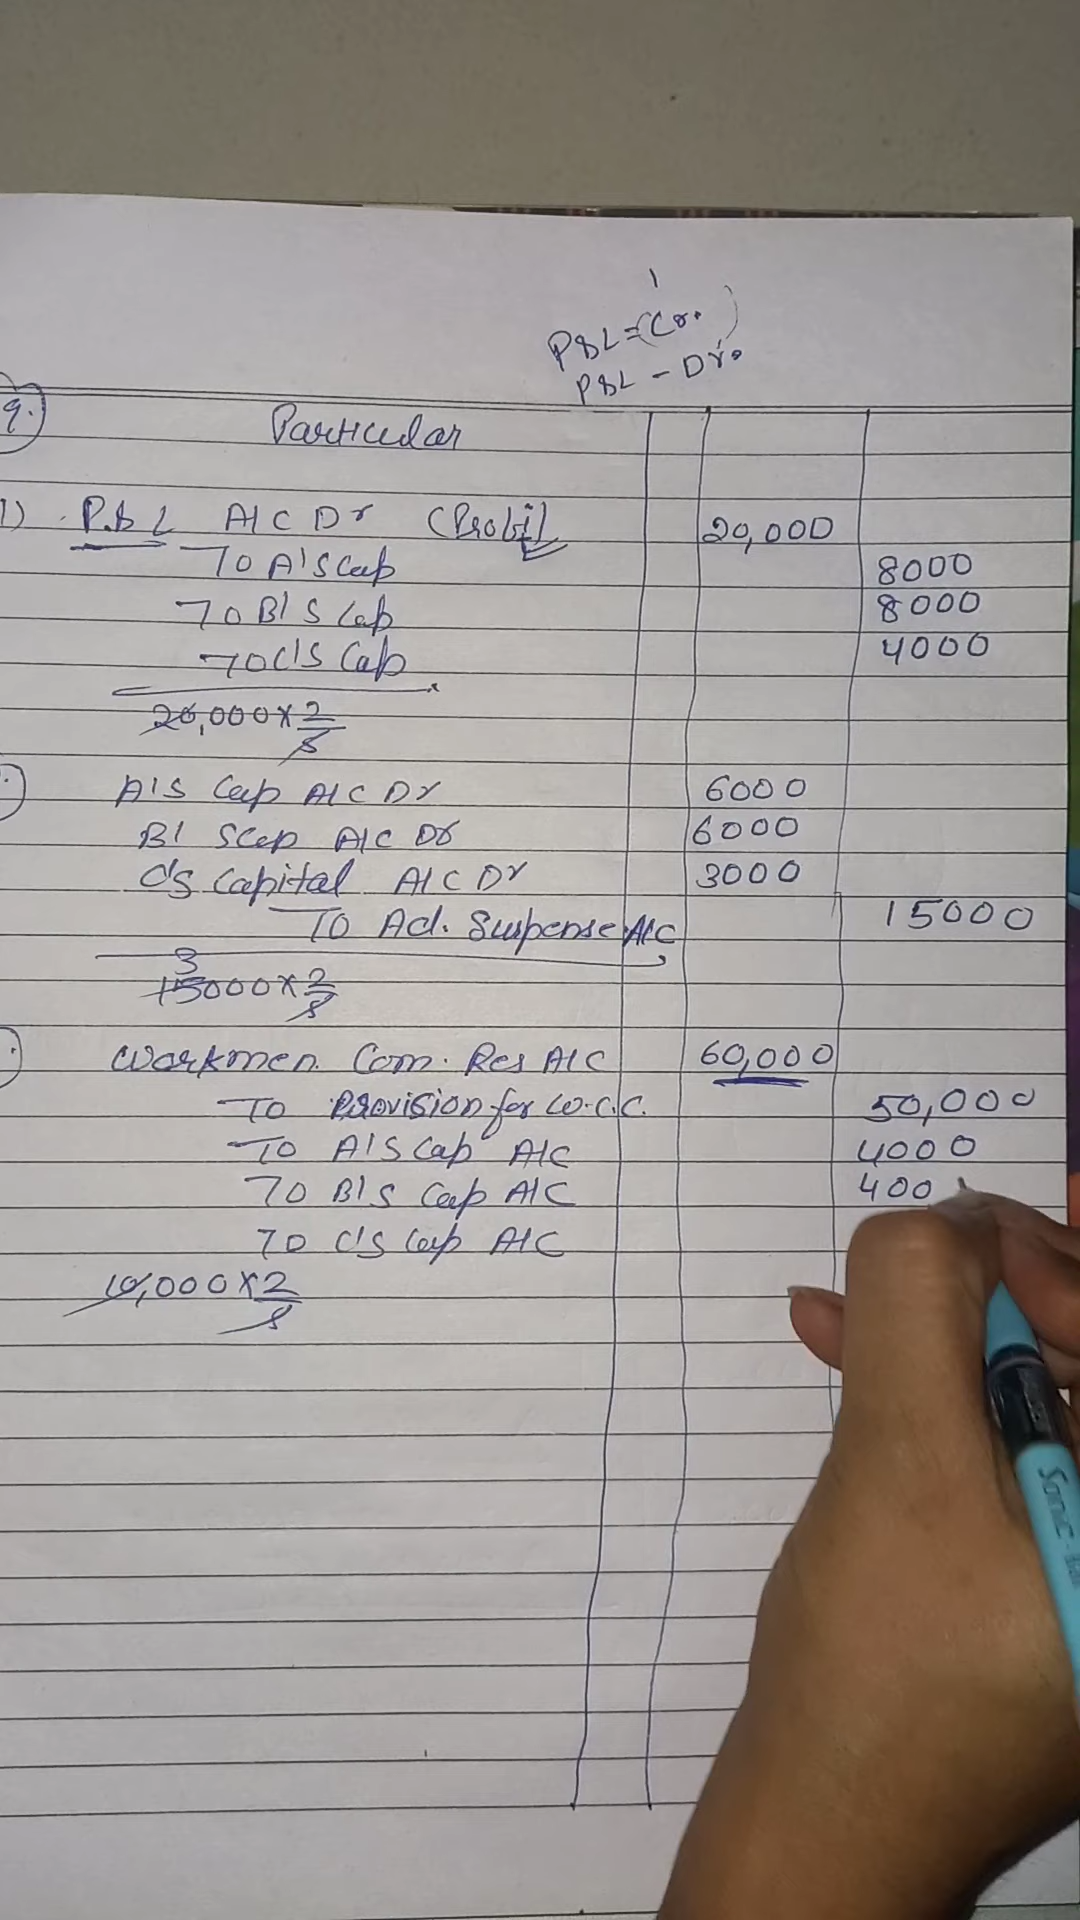 P&L = (Cr.)
P&L - Dr.
9.
Particular
1) P.&L A/C Dr (Profit) 20,000
To A's Cap 8000
To B's Cap 8000
To C's Cap 4000
20,000 × 2/5
A's Cap A/C Dr 6000
B's Cap A/C Dr 6000
C's Capital A/C Dr 3000
To Ad. Suspense A/C 15000
3
15000 × 2/5
Workmen Com. Res A/C 60,000
To Provision for W.C.C. 50,000
To A's Cap A/C 4000
To B's Cap A/C 400
To C's Cap A/C
10,000 × 2/5